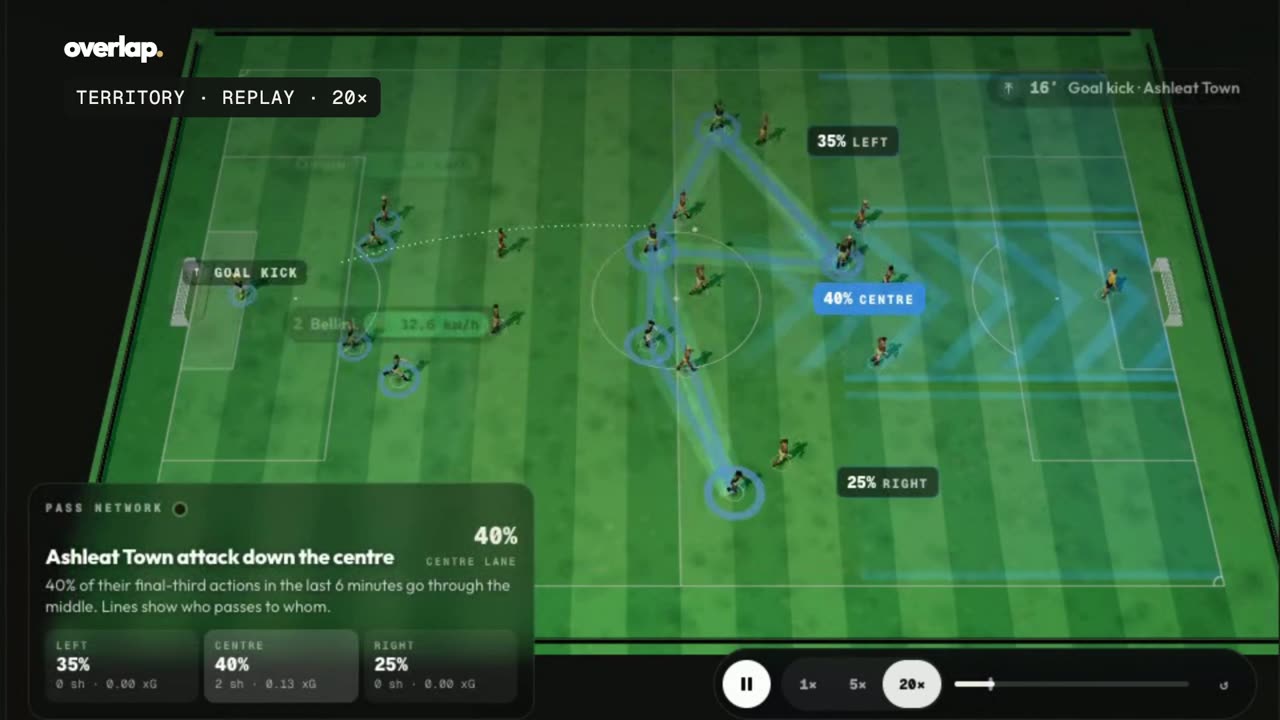 overlap.
TERRITORY · REPLAY · 20×
16' Goal kick · Ashleat Town
35% LEFT
GOAL KICK
40% CENTRE
2 Bellini 32.6 km/h
25% RIGHT
PASS NETWORK
40%
Ashleat Town attack down the centre
CENTRE LANE
40% of their final-third actions in the last 6 minutes go through the
middle. Lines show who passes to whom.
LEFT CENTRE RIGHT
35% 40% 25%
0 sh · 0.00 xG 2 sh · 0.13 xG 0 sh · 0.00 xG
1× 5× 20×